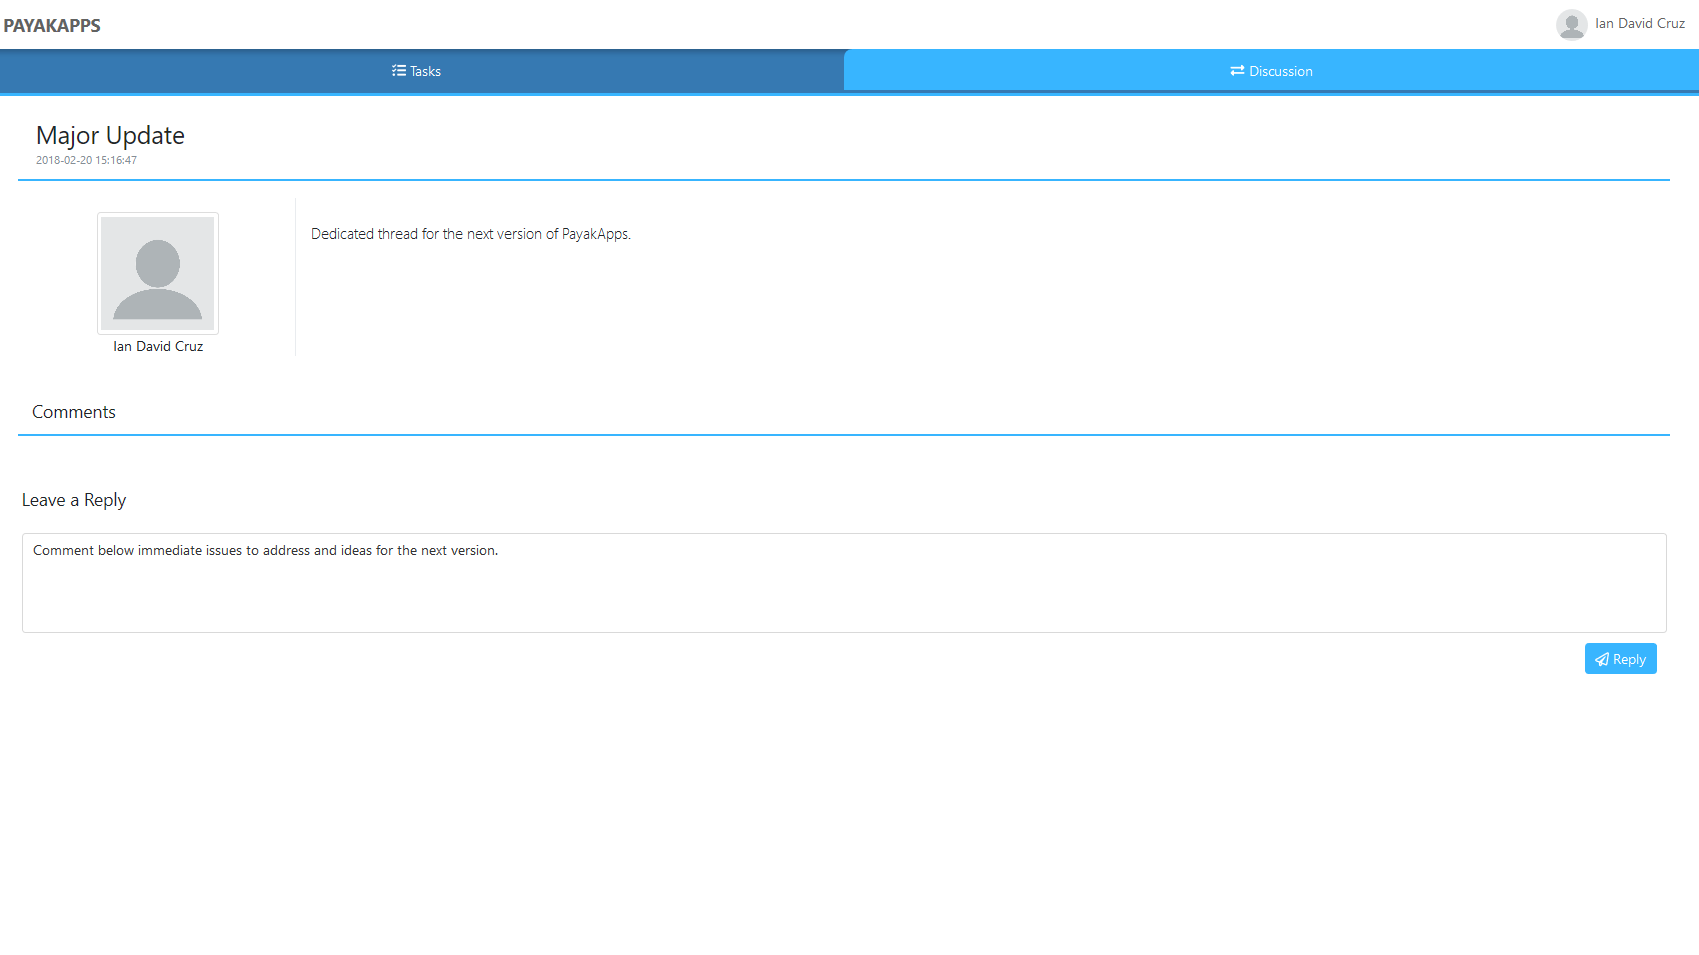 PAYAKAPPS
Ian David Cruz
Tasks
Discussion
Major Update
2018-02-20 15:16:47
Dedicated thread for the next version of PayakApps.
Ian David Cruz
Comments
Leave a Reply
Comment below immediate issues to address and ideas for the next version.
Reply